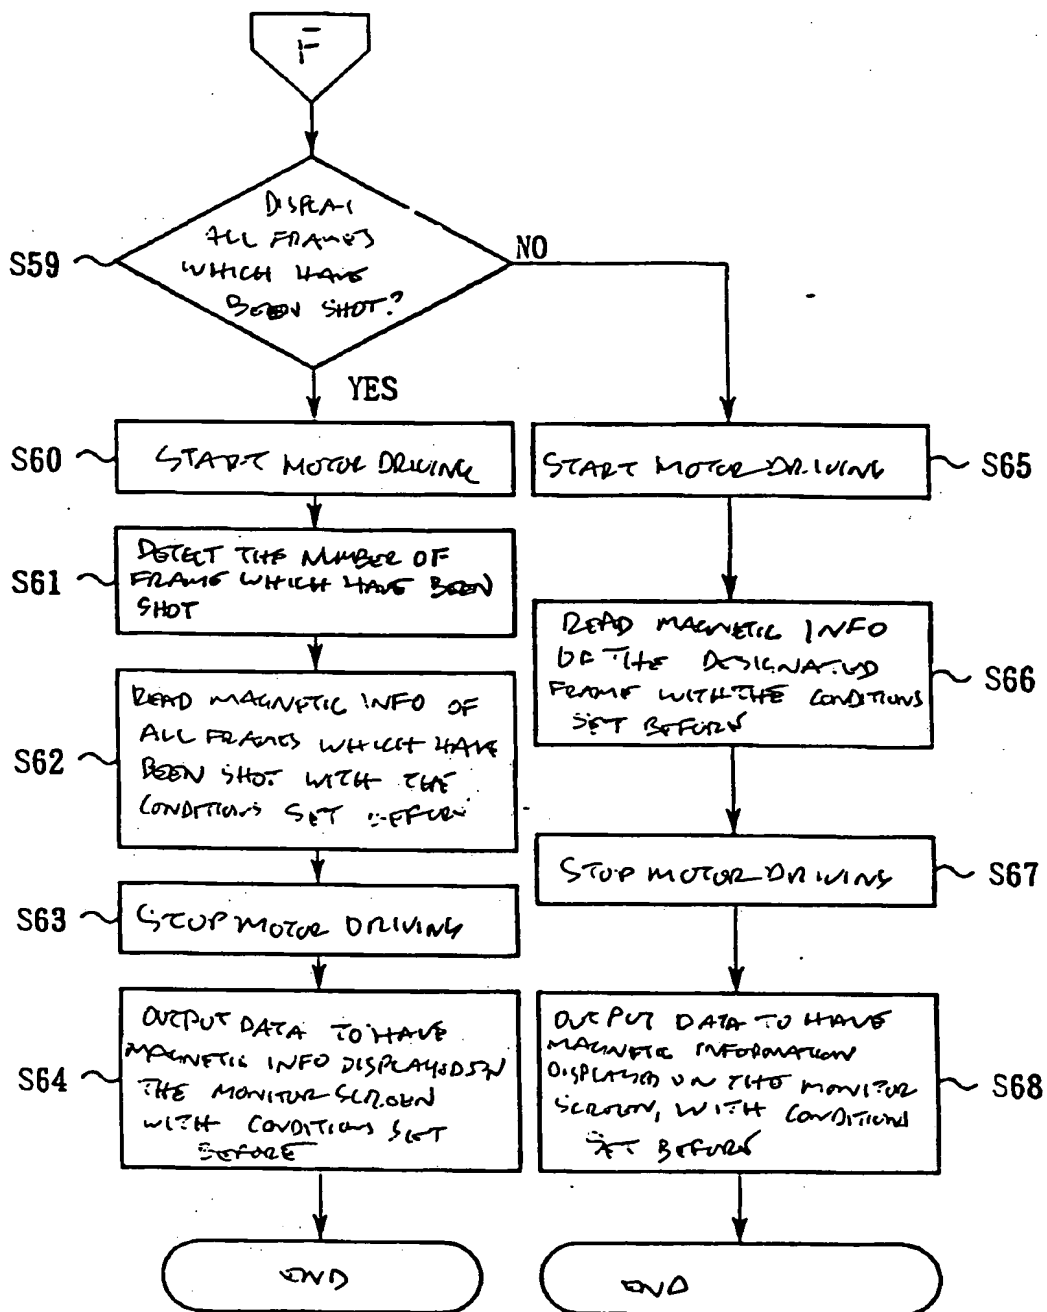 F
DISPLAY
ALL FRAMES
WHICH HAVE
BEEN SHOT?
S59
NO
YES
S60
START MOTOR DRIVING
S61
DETECT THE NUMBER OF
FRAME WHICH HAVE BEEN
SHOT
S62
READ MAGNETIC INFO OF
ALL FRAMES WHICH HAVE
BEEN SHOT WITH THE
CONDITIONS SET BEFORE
S63
STOP MOTOR DRIVING
S64
OUTPUT DATA TO HAVE
MAGNETIC INFO DISPLAYED ON
THE MONITOR SCREEN
WITH CONDITIONS SET
BEFORE
END
START MOTOR DRIVING
S65
READ MAGNETIC INFO
OF THE DESIGNATED
FRAME WITH THE CONDITIONS
SET BEFORE
S66
STOP MOTOR DRIVING
S67
OUTPUT DATA TO HAVE
MAGNETIC INFORMATION
DISPLAYED ON THE MONITOR
SCREEN, WITH CONDITIONS
SET BEFORE
S68
END